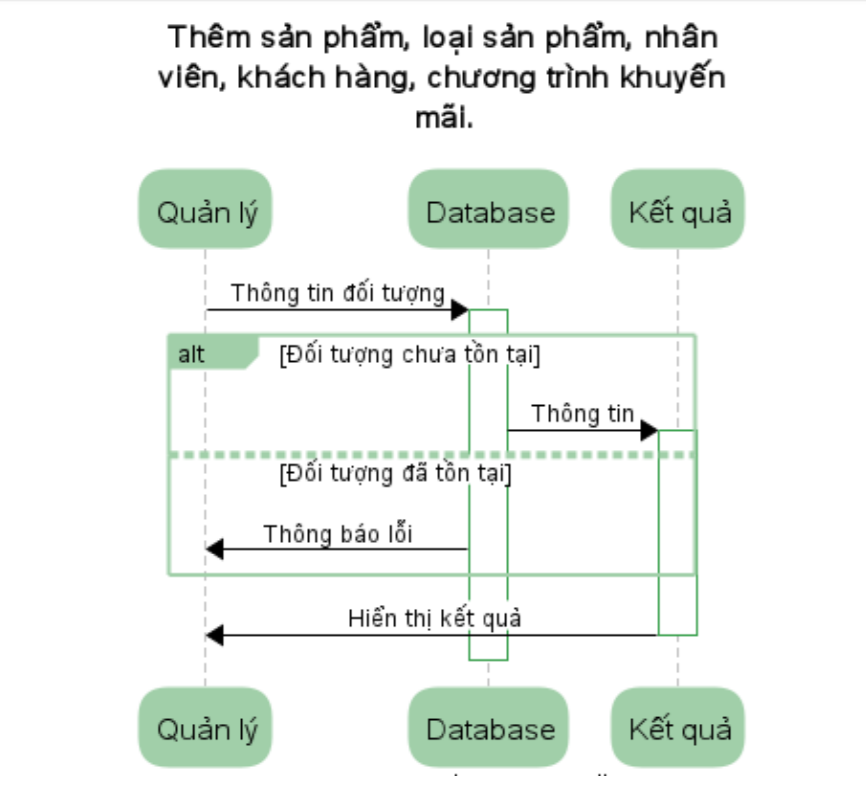 Thêm sản phẩm, loại sản phẩm, nhân
viên, khách hàng, chương trình khuyến
mãi.
Quản lý
Database
Kết quả
Thông tin đối tượng
alt
[Đối tượng chưa tồn tại]
Thông tin
[Đối tượng đã tồn tại]
Thông báo lỗi
Hiển thị kết quả
Quản lý
Database
Kết quả